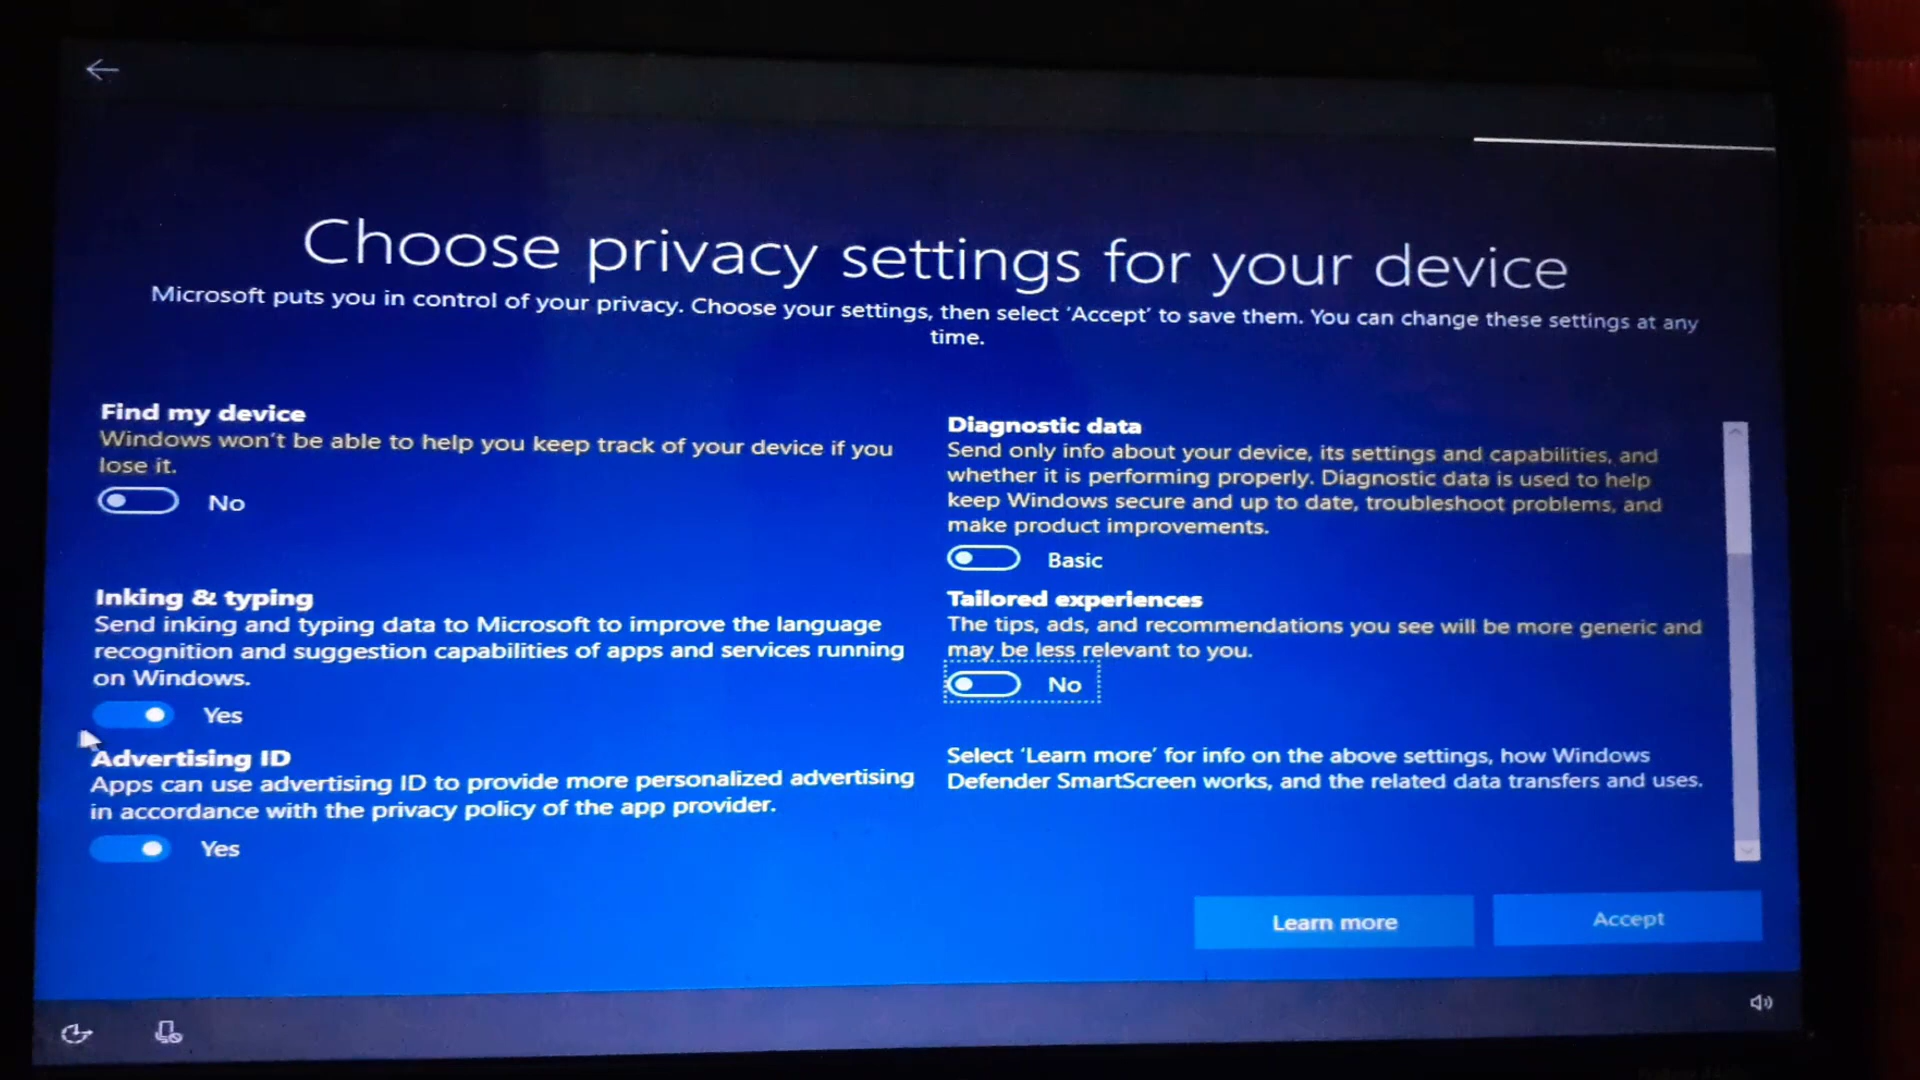 Choose privacy settings for your device
Microsoft puts you in control of your privacy. Choose your settings, then select 'Accept' to save them. You can change these settings at any
time.
Find my device
Windows won't be able to help you keep track of your device if you
lose it.
No
Inking & typing
Send inking and typing data to Microsoft to improve the language
recognition and suggestion capabilities of apps and services running
on Windows.
Yes
Advertising ID
Apps can use advertising ID to provide more personalized advertising
in accordance with the privacy policy of the app provider.
Yes
Diagnostic data
Send only info about your device, its settings and capabilities, and
whether it is performing properly. Diagnostic data is used to help
keep Windows secure and up to date, troubleshoot problems, and
make product improvements.
Basic
Tailored experiences
The tips, ads, and recommendations you see will be more generic and
may be less relevant to you.
No
Select 'Learn more' for info on the above settings, how Windows
Defender SmartScreen works, and the related data transfers and uses.
Learn more
Accept